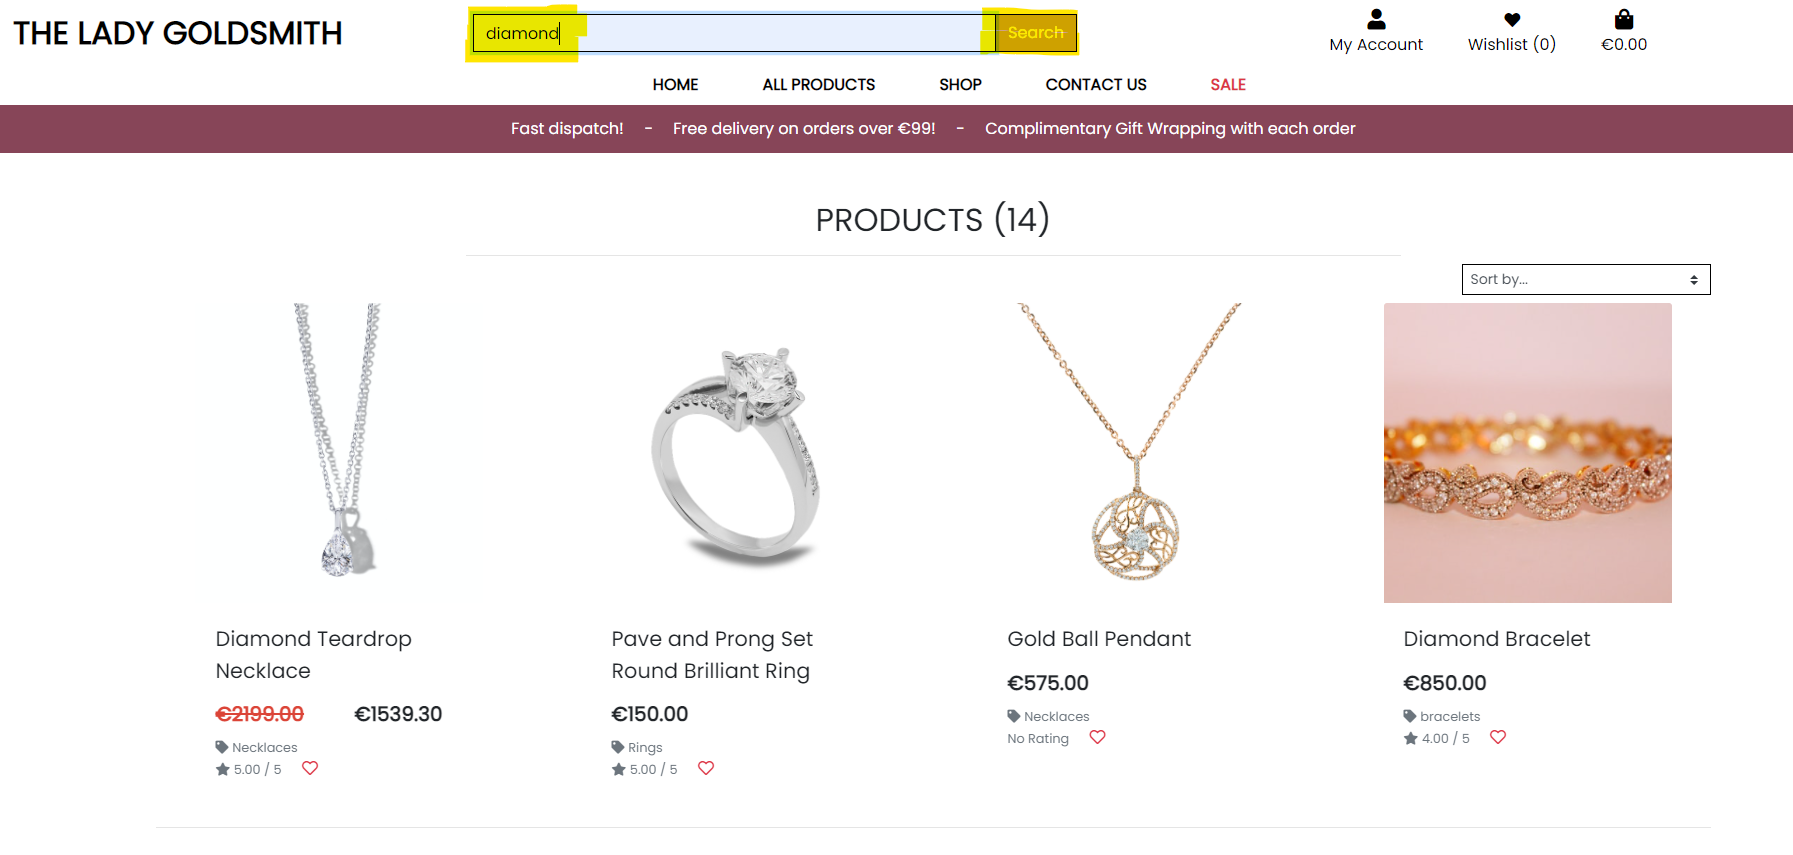 THE LADY GOLDSMITH
diamond
Search
My Account
Wishlist (0)
€0.00
HOME
ALL PRODUCTS
SHOP
CONTACT US
SALE
Fast dispatch! - Free delivery on orders over €99! - Complimentary Gift Wrapping with each order
PRODUCTS (14)
Sort by...
Diamond Teardrop
Necklace
€2199.00 €1539.30
Necklaces
5.00 / 5
Pave and Prong Set
Round Brilliant Ring
€150.00
Rings
5.00 / 5
Gold Ball Pendant
€575.00
Necklaces
No Rating
Diamond Bracelet
€850.00
bracelets
4.00 / 5